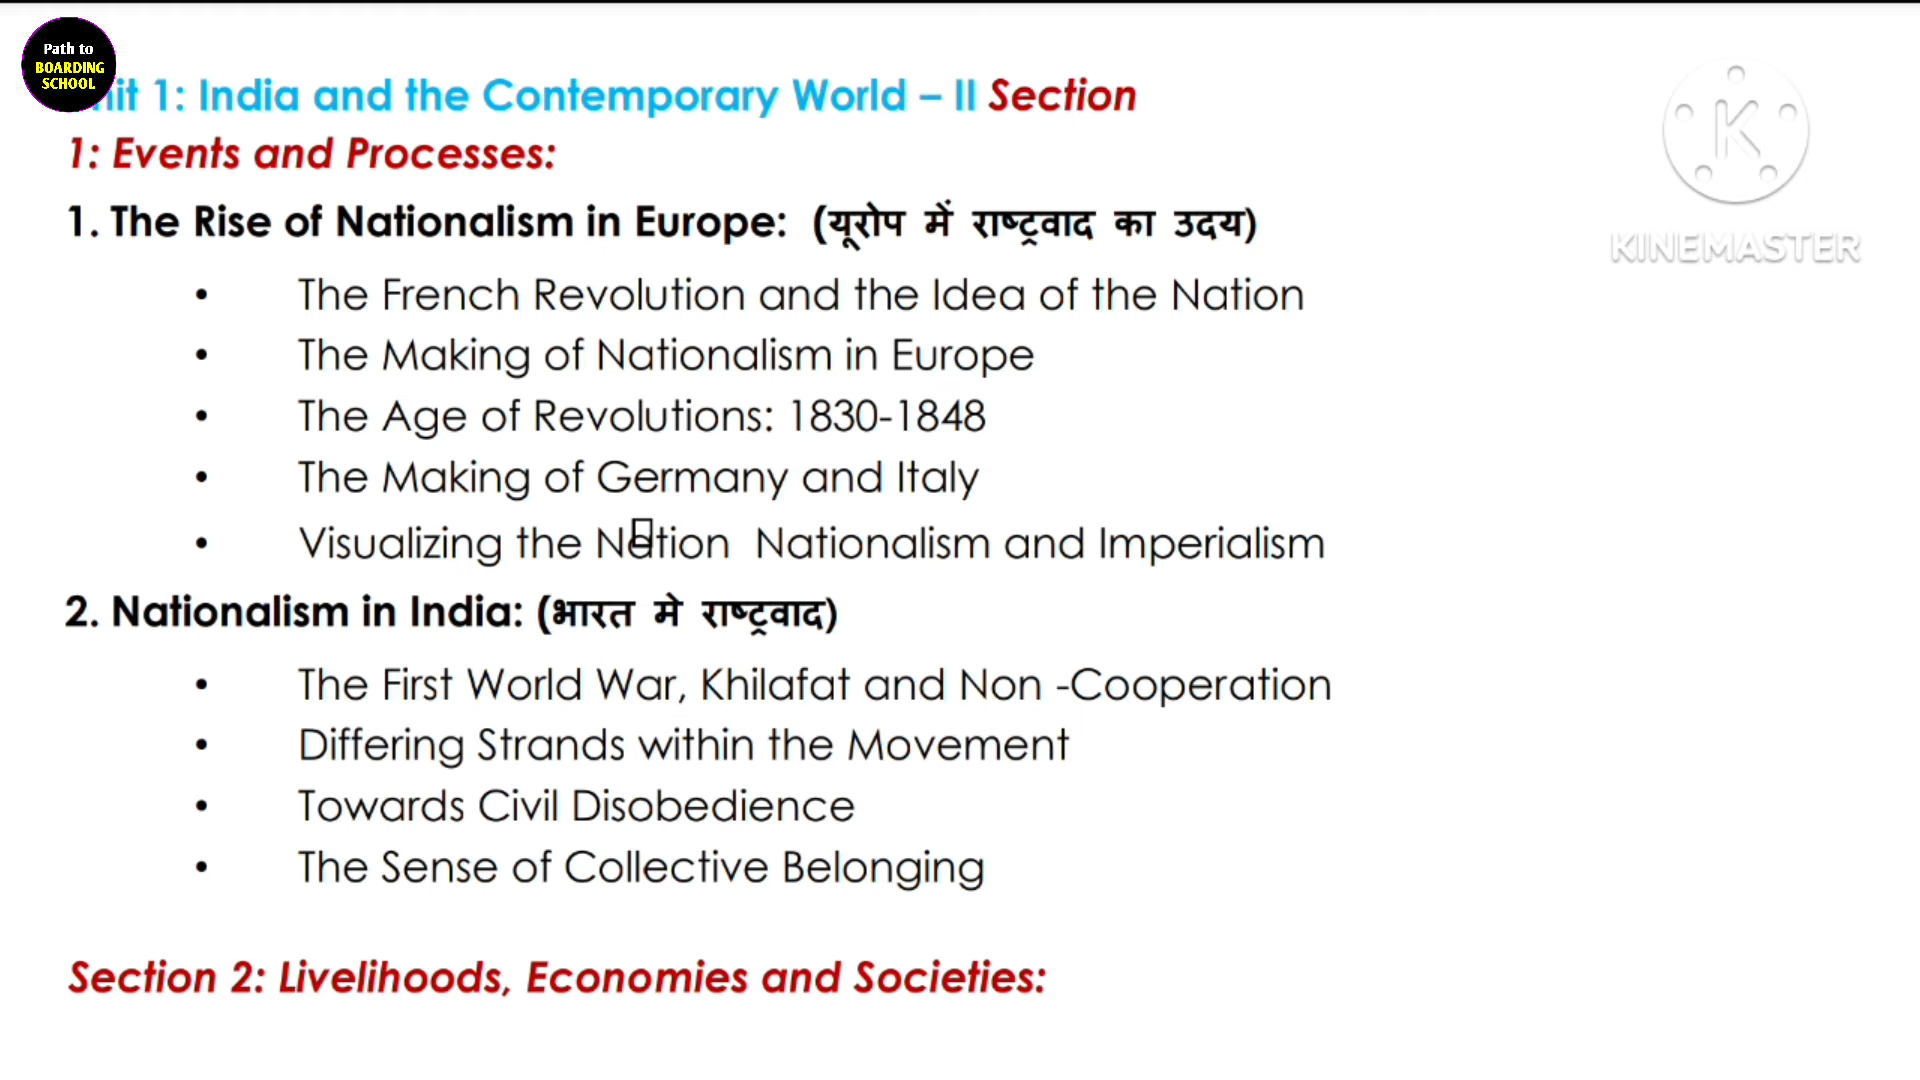 Path to
BOARDING
SCHOOL
nit 1: India and the Contemporary World – II Section
1: Events and Processes:
1. The Rise of Nationalism in Europe: (यूरोप में राष्ट्रवाद का उदय)
• The French Revolution and the Idea of the Nation
• The Making of Nationalism in Europe
• The Age of Revolutions: 1830-1848
• The Making of Germany and Italy
• Visualizing the Nation Nationalism and Imperialism
2. Nationalism in India: (भारत मे राष्ट्रवाद)
• The First World War, Khilafat and Non -Cooperation
• Differing Strands within the Movement
• Towards Civil Disobedience
• The Sense of Collective Belonging
Section 2: Livelihoods, Economies and Societies:
K
KINEMASTER